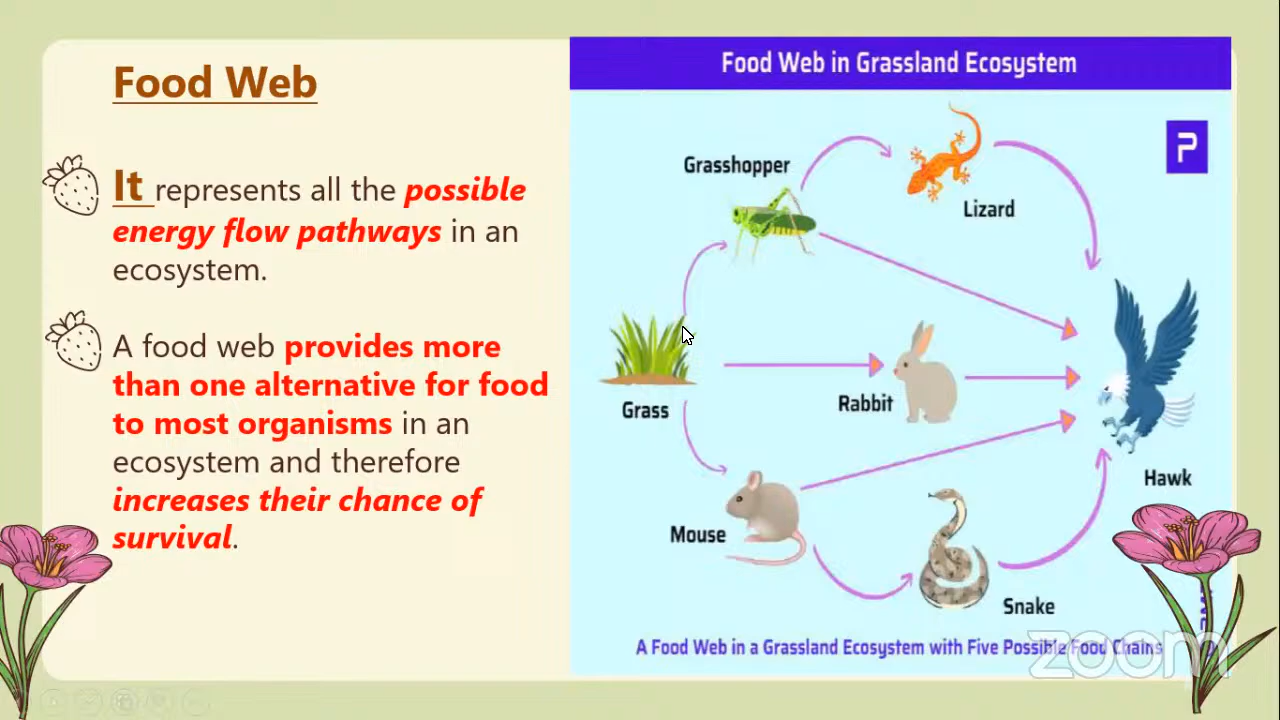 Food Web
It represents all the possible
energy flow pathways in an
ecosystem.
A food web provides more
than one alternative for food
to most organisms in an
ecosystem and therefore
increases their chance of
survival.
Food Web in Grassland Ecosystem
P
Grasshopper
Lizard
Grass
Rabbit
Hawk
Mouse
Snake
A Food Web in a Grassland Ecosystem with Five Possible Food Chains
zoom